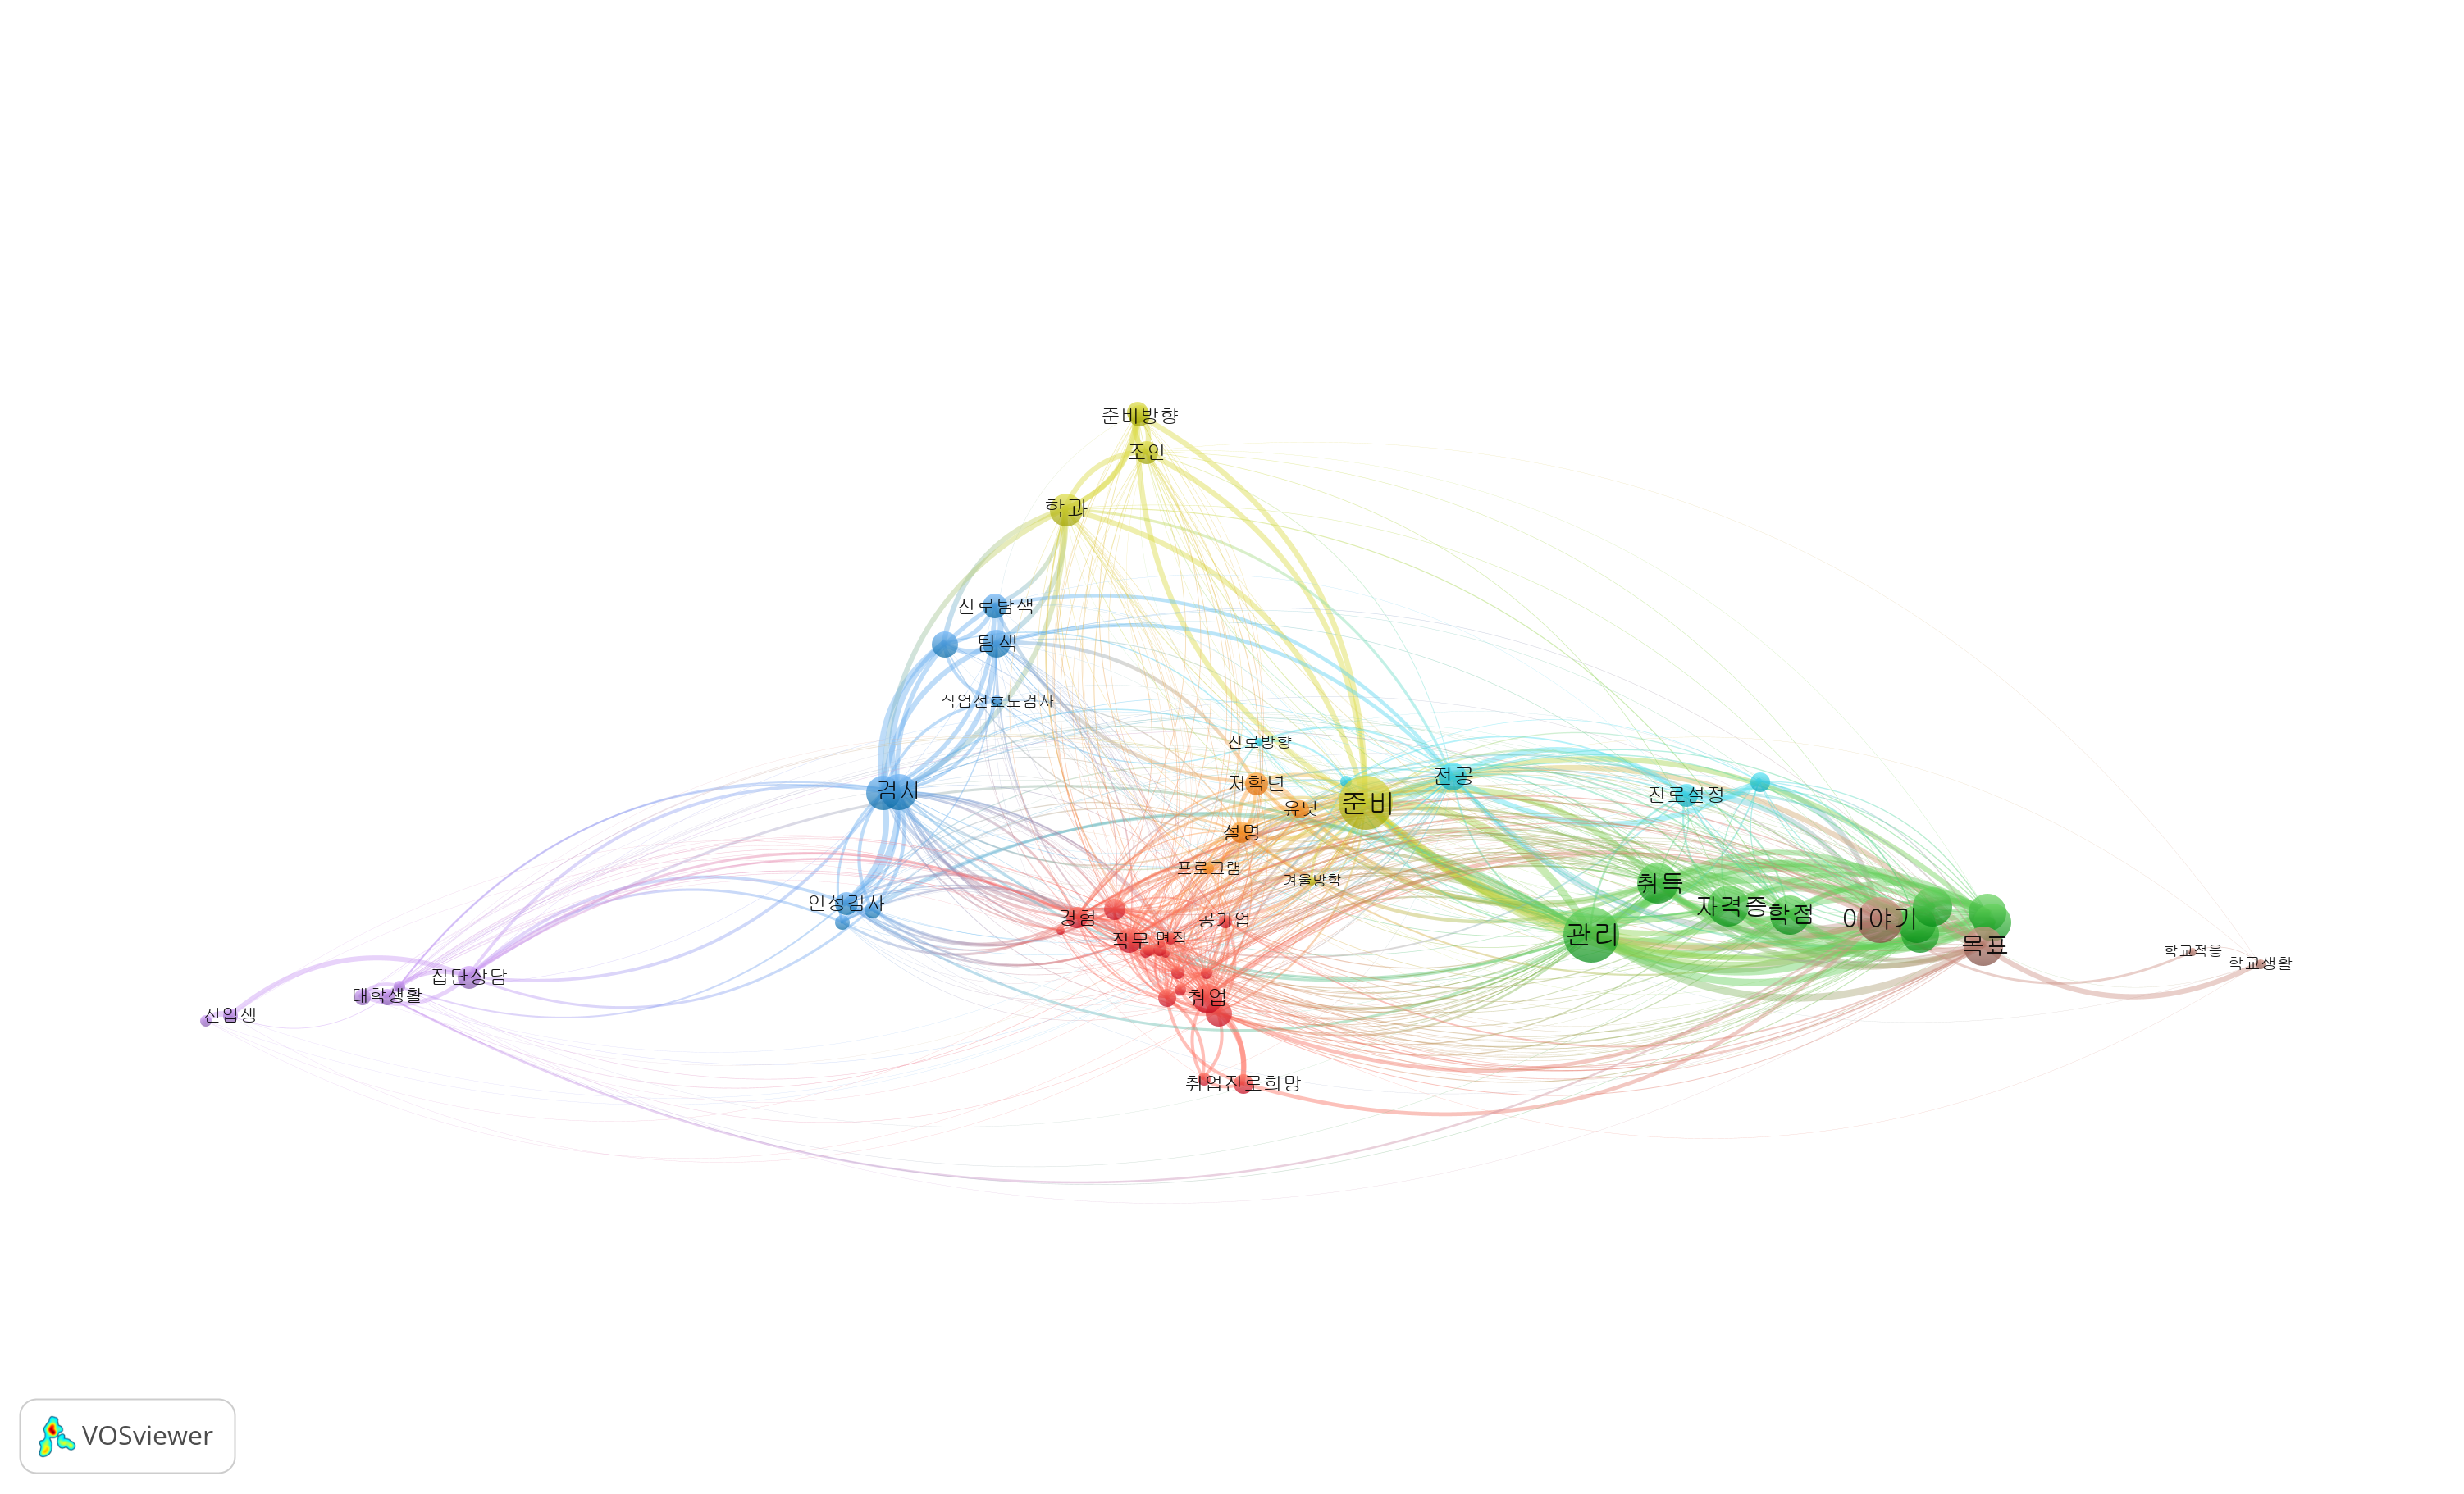 준비방향
조언
학과
진로탐색
탐색
직업선호도검사
진로방향
저학년
전공
검사
준비
유닛
진로설정
설명
프로그램
겨울방학
취득
인성검사
자격증
학점
경험
공기업
이야기
직무
면접
관리
목표
학교적응
학교생활
집단상담
대학생활
취업
신입생
취업진로희망
VOSviewer